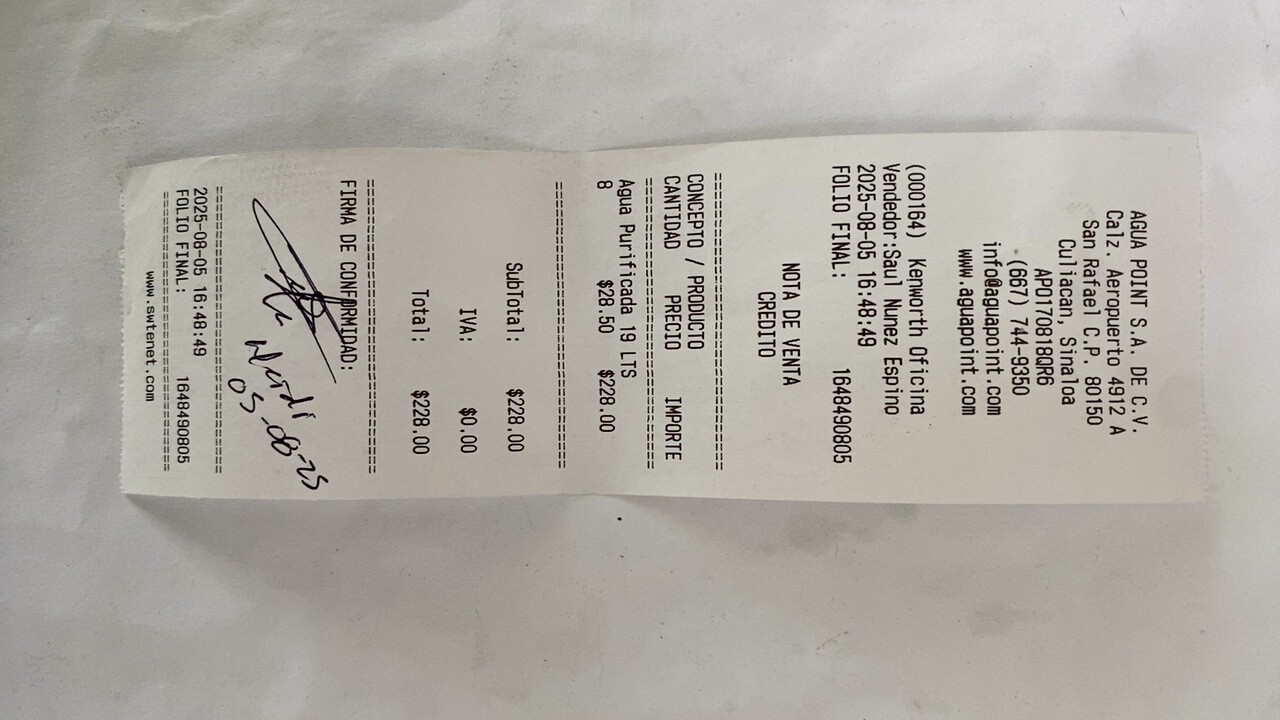 AGUA POINT S.A. DE C.V.
Calz. Aeropuerto 4912 A
San Rafael C.P. 80150
Culiacan, Sinaloa
APO170818QR6
(667) 744-9350
info@aguapoint.com
www.aguapoint.com
(000164) Kenworth Oficina
Vendedor:Saul Nunez Espino
2025-08-05 16:48:49
FOLIO FINAL: 1648490805
NOTA DE VENTA
CREDITO
CONCEPTO / PRODUCTO
CANTIDAD PRECIO IMPORTE
Agua Purificada 19 LTS
8 $28.50 $228.00
SubTotal: $228.00
IVA: $0.00
Total: $228.00
FIRMA DE CONFORMIDAD:
05-08-25
2025-08-05 16:48:49
FOLIO FINAL: 1648490805
www.swtenet.com